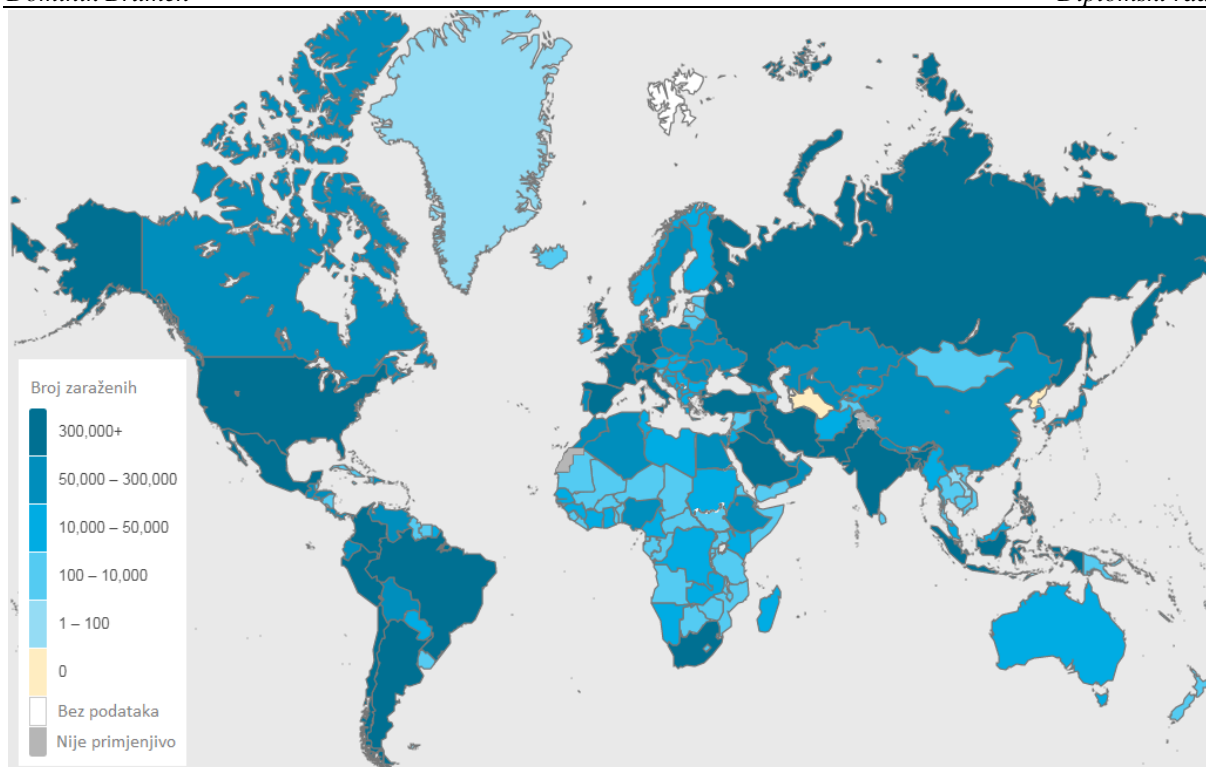 Broj zaraženih
300,000+
50,000 – 300,000
10,000 – 50,000
100 – 10,000
1 – 100
0
Bez podataka
Nije primjenjivo